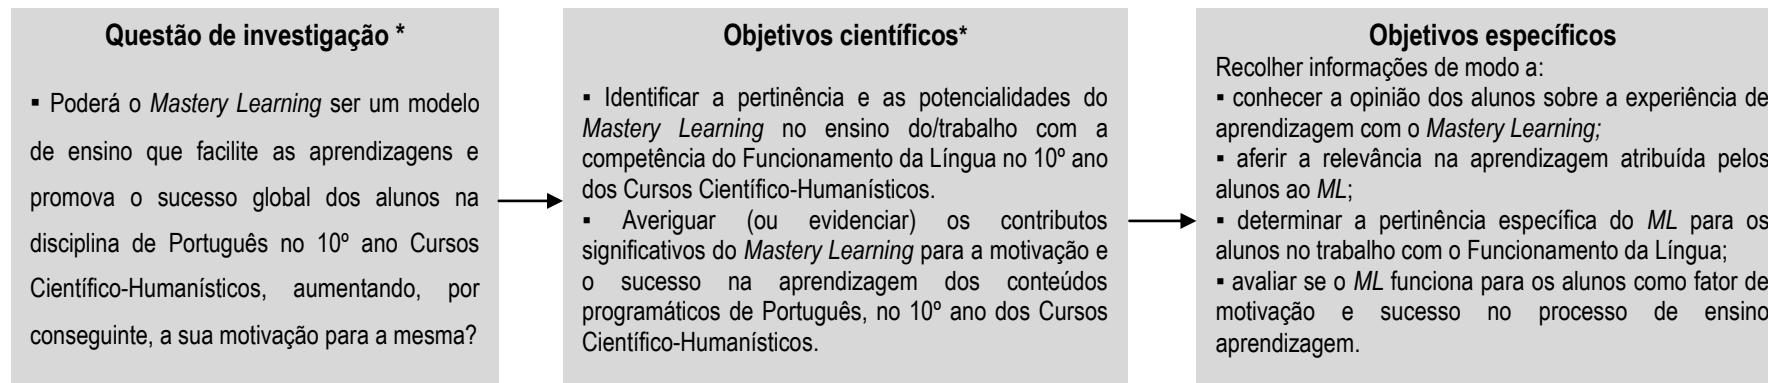 Questão de investigação *
▪ Poderá o Mastery Learning ser um modelo
de ensino que facilite as aprendizagens e
promova o sucesso global dos alunos na
disciplina de Português no 10º ano Cursos
Científico-Humanísticos, aumentando, por
conseguinte, a sua motivação para a mesma?
Objetivos científicos*
▪ Identificar a pertinência e as potencialidades do
Mastery Learning no ensino do/trabalho com a
competência do Funcionamento da Língua no 10º ano
dos Cursos Científico-Humanísticos.
▪ Averiguar (ou evidenciar) os contributos
significativos do Mastery Learning para a motivação e
o sucesso na aprendizagem dos conteúdos
programáticos de Português, no 10º ano dos Cursos
Científico-Humanísticos.
Objetivos específicos
Recolher informações de modo a:
▪ conhecer a opinião dos alunos sobre a experiência de
aprendizagem com o Mastery Learning;
▪ aferir a relevância na aprendizagem atribuída pelos
alunos ao ML;
▪ determinar a pertinência específica do ML para os
alunos no trabalho com o Funcionamento da Língua;
▪ avaliar se o ML funciona para os alunos como fator de
motivação e sucesso no processo de ensino
aprendizagem.